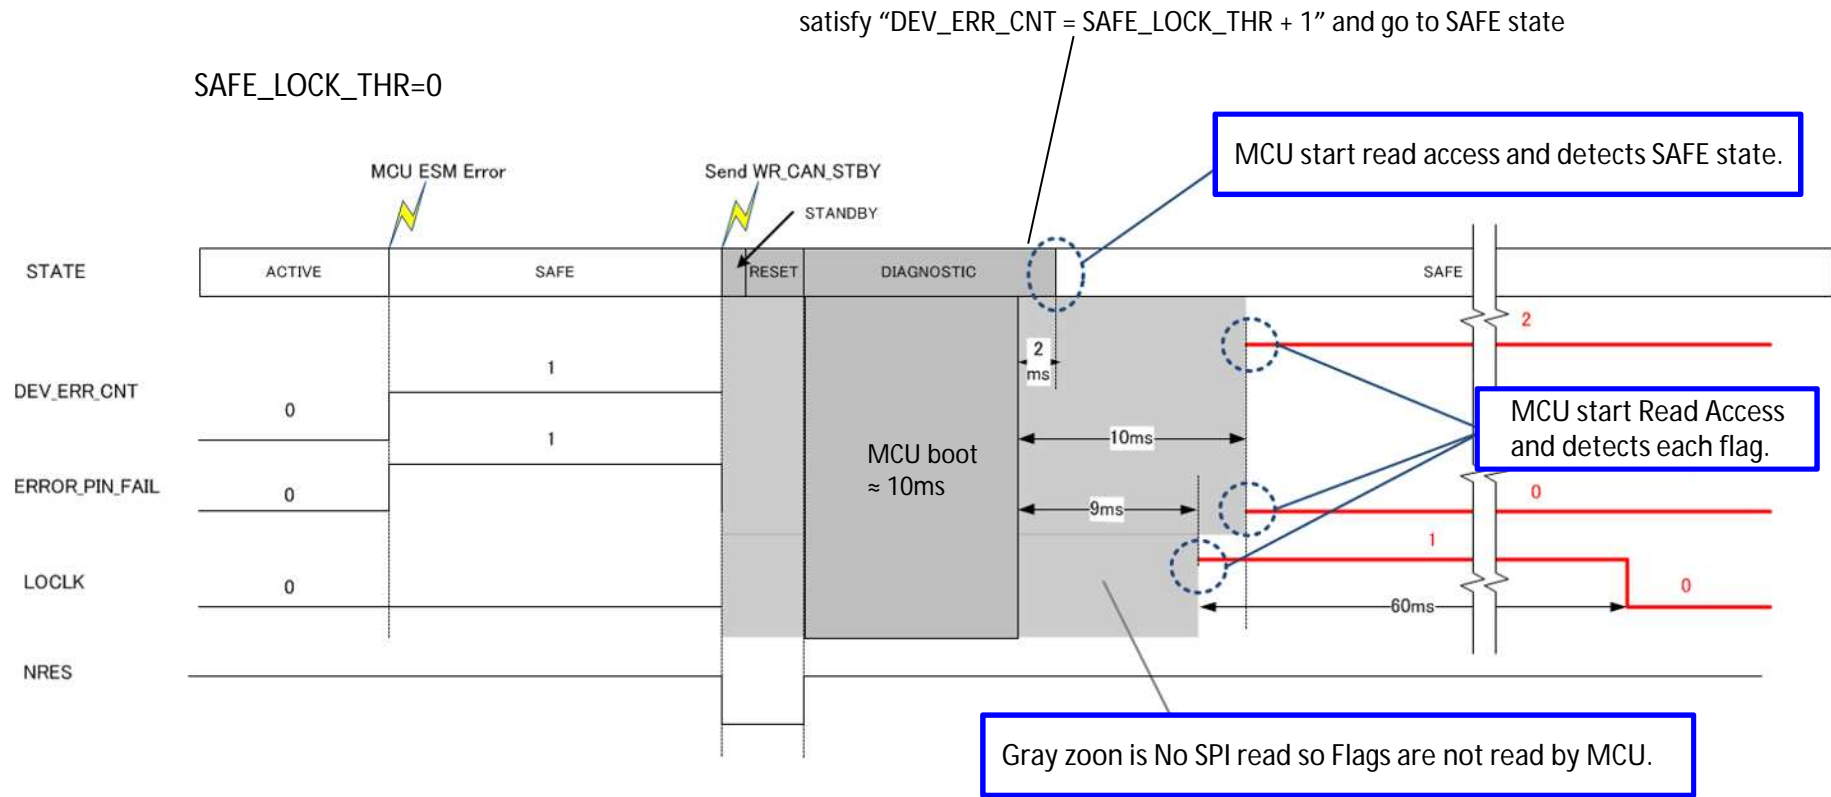 satisfy “DEV_ERR_CNT = SAFE_LOCK_THR + 1” and go to SAFE state
SAFE_LOCK_THR=0
MCU start read access and detects SAFE state.
MCU ESM Error
Send WR_CAN_STBY
STANDBY
STATE
ACTIVE
SAFE
RESET
DIAGNOSTIC
SAFE
2
2
ms
1
DEV_ERR_CNT
0
MCU start Read Access
and detects each flag.
1
10ms
MCU boot
≈ 10ms
ERROR_PIN_FAIL
0
0
9ms
1
LOCLK
0
0
60ms
NRES
Gray zoon is No SPI read so Flags are not read by MCU.